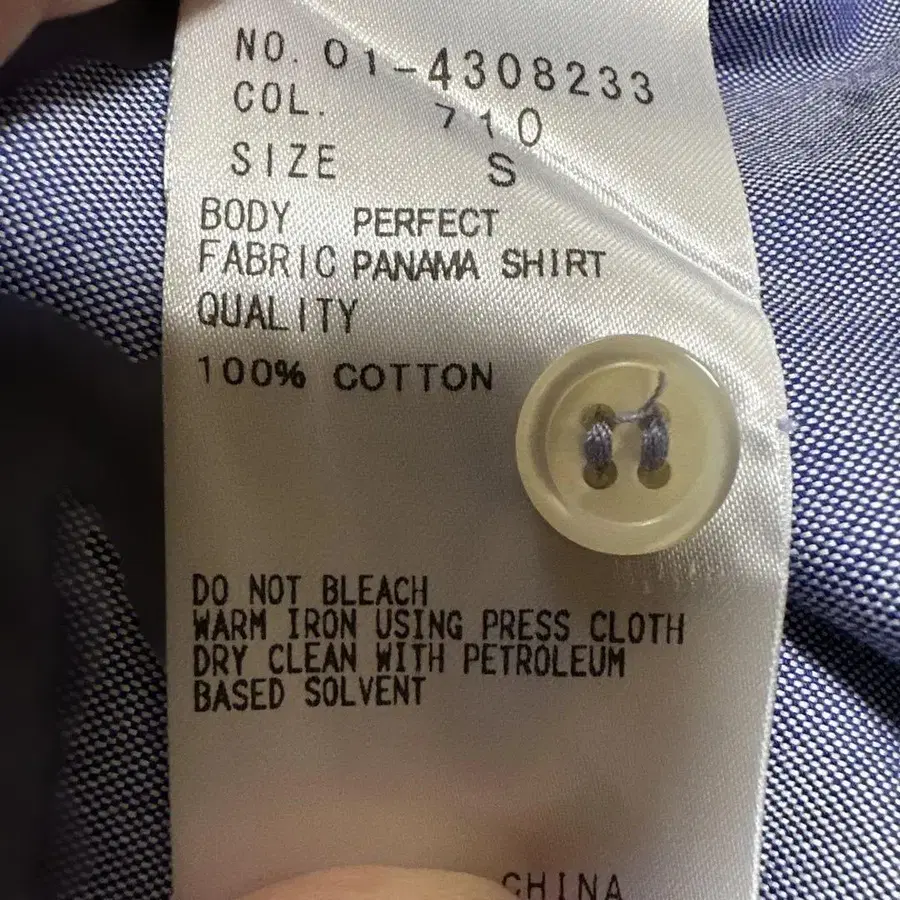 NO. 01-4308233
COL. 710
SIZE S
BODY PERFECT
FABRIC PANAMA SHIRT
QUALITY
100% COTTON
DO NOT BLEACH
WARM IRON USING PRESS CLOTH
DRY CLEAN WITH PETROLEUM
BASED SOLVENT
CHINA